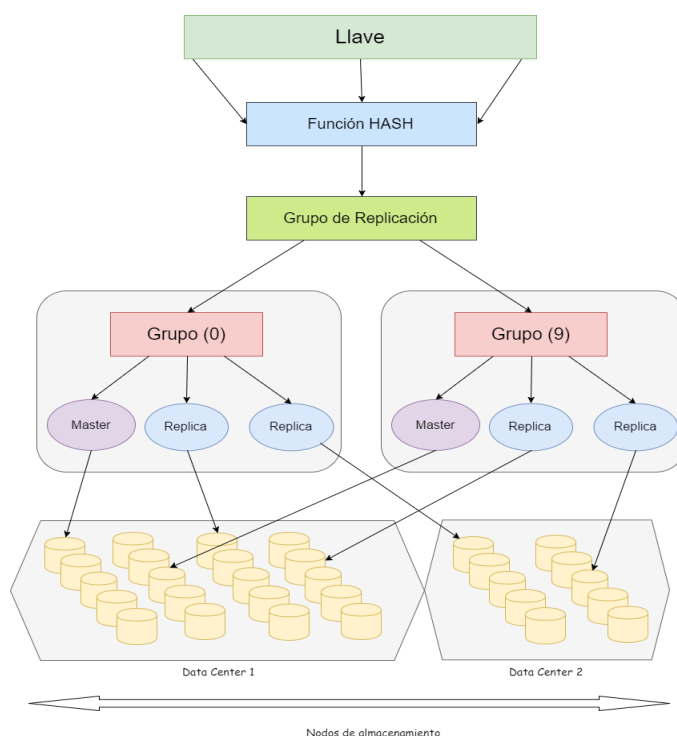 Llave
Función HASH
Grupo de Replicación
Grupo (0)
Grupo (9)
Master
Replica
Replica
Master
Replica
Replica
Data Center 1
Data Center 2
Nodos de almacenamiento